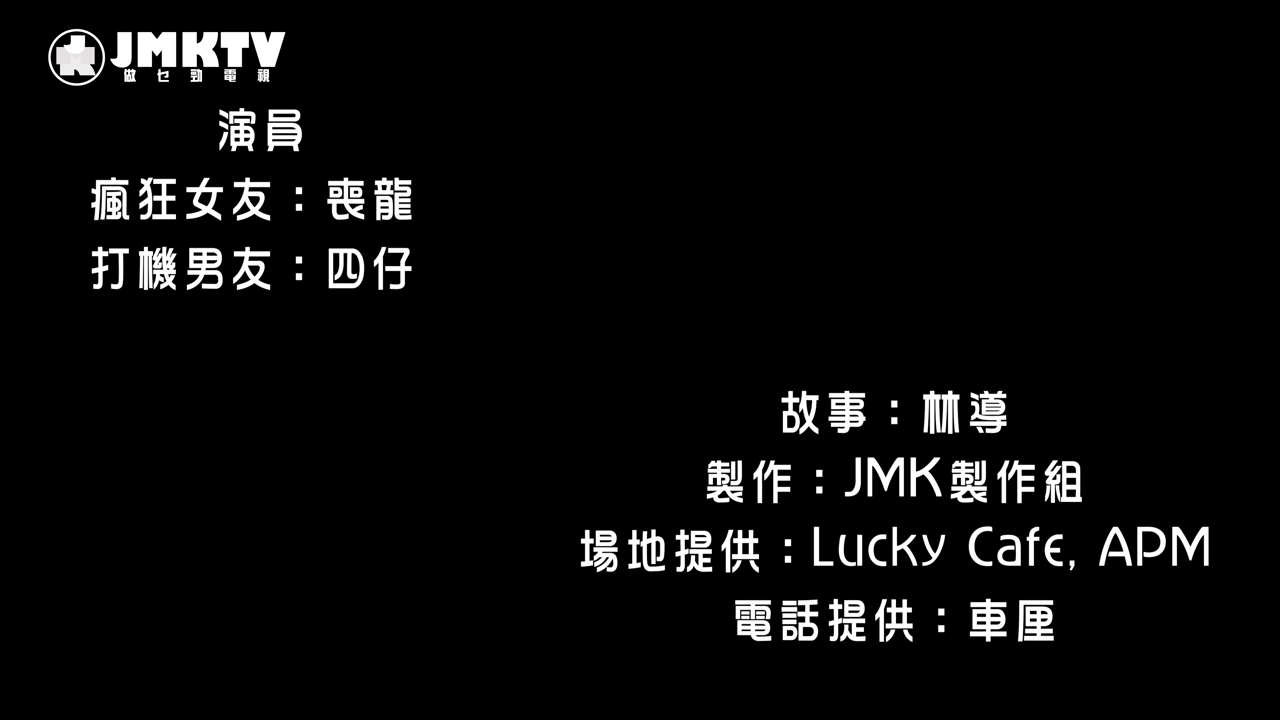 JMKTV
做乜勁電視
演員
瘋狂女友：喪龍
打機男友：四仔
故事：林導
製作：JMK製作組
場地提供：Lucky Cafe, APM
電話提供：車厘